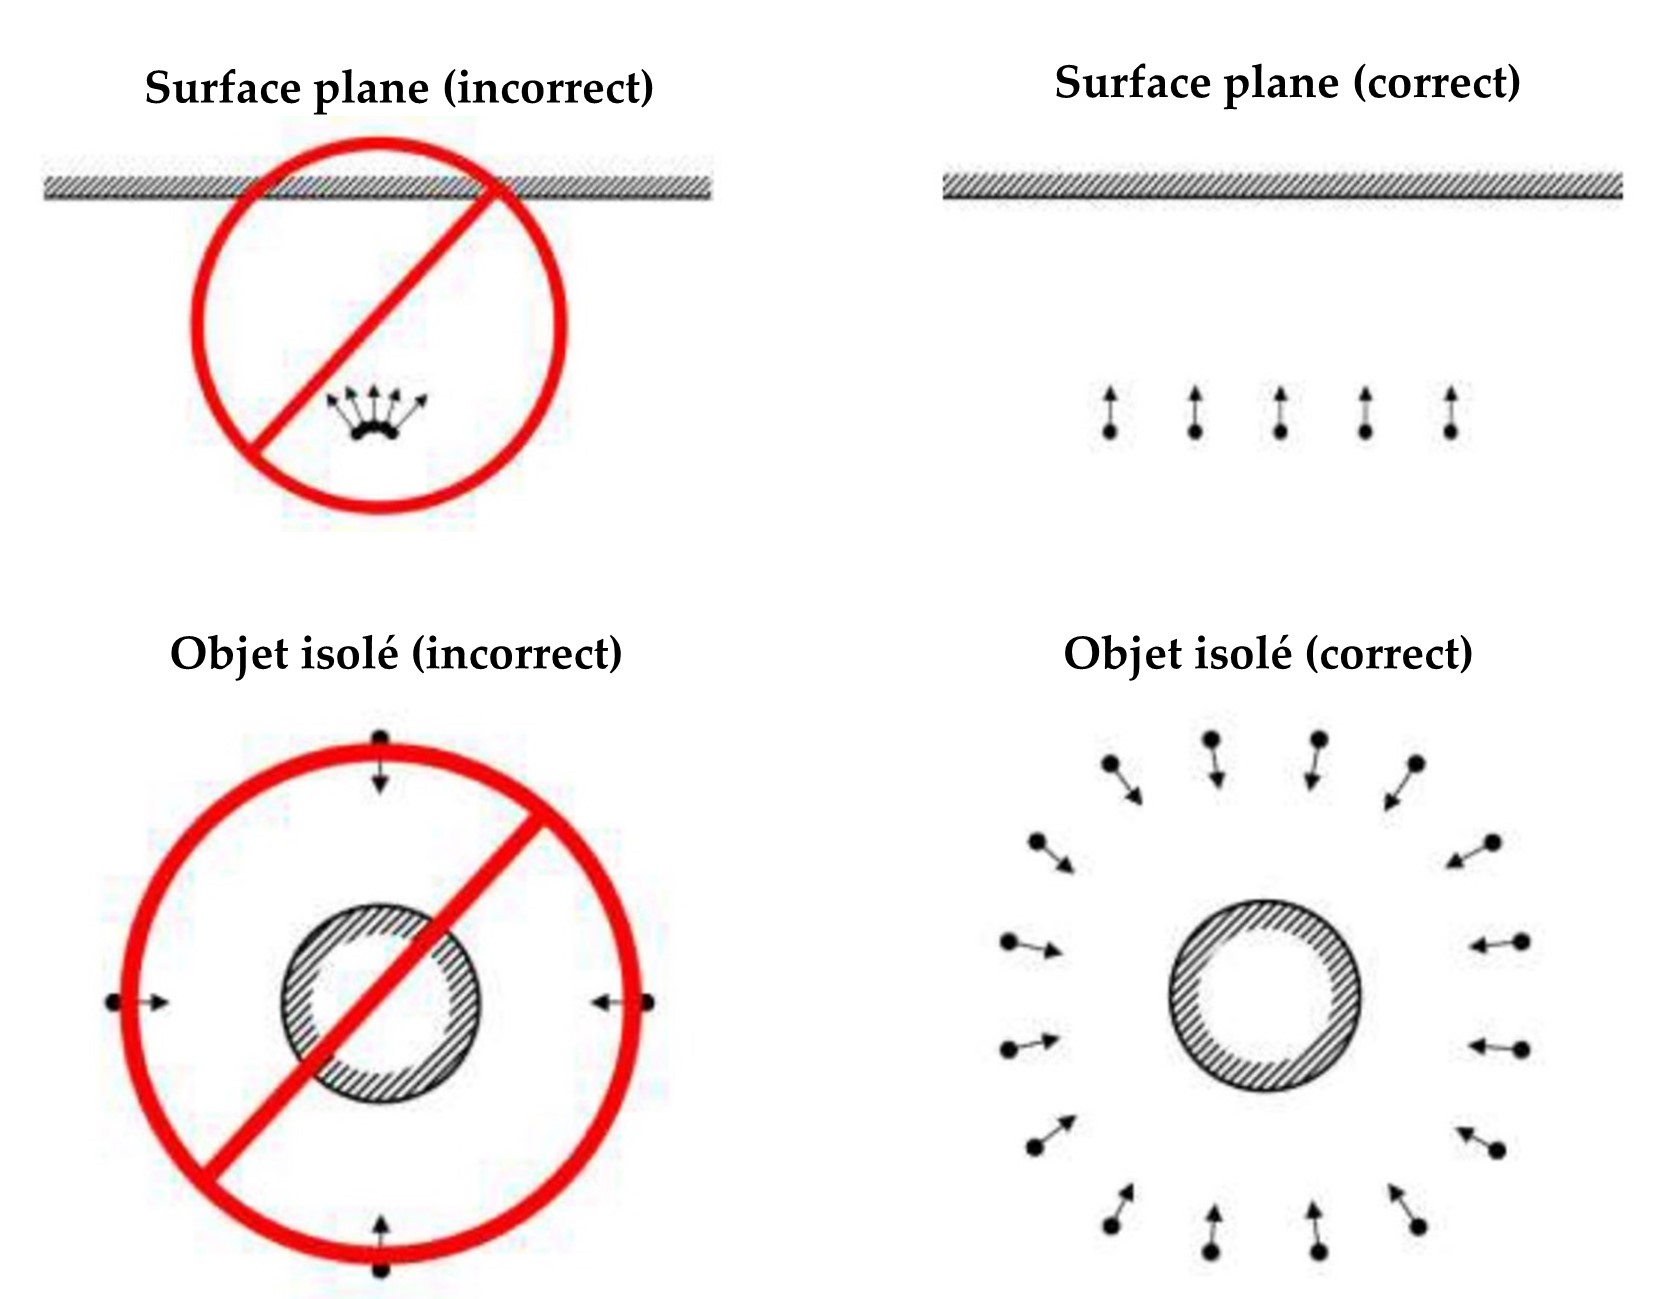 Surface plane (incorrect)
Surface plane (correct)
Objet isolé (incorrect)
Objet isolé (correct)